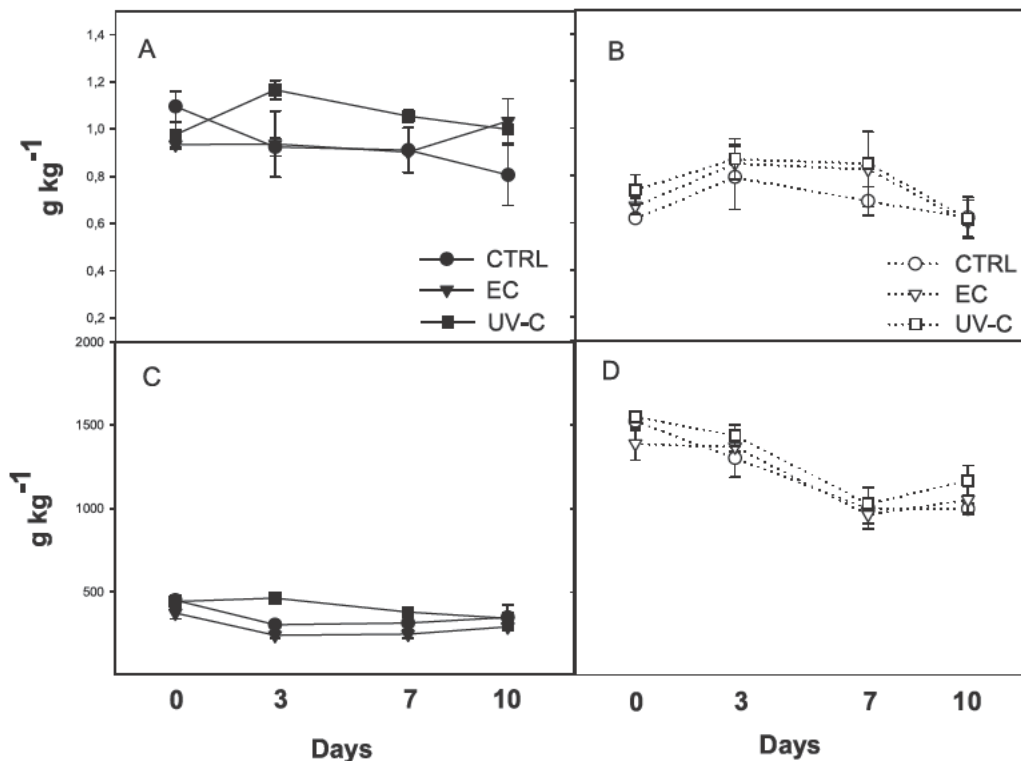 A
1,4
1,2
1,0
0,8
0,6
0,4
0,2
g kg-1
CTRL
EC
UV-C
B
CTRL
EC
UV-C
C
2000
1500
1000
500
g kg-1
0 3 7 10
Days
D
0 3 7 10
Days